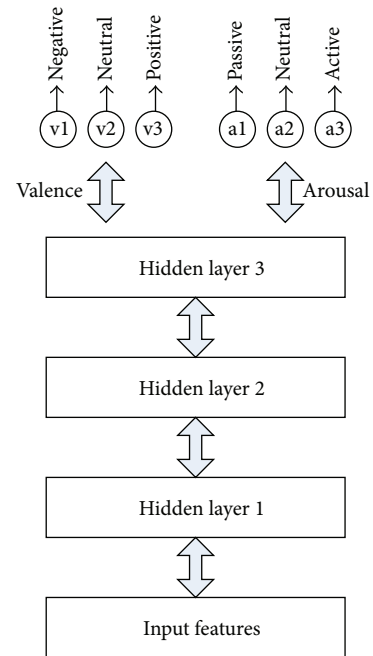 Negative
Neutral
Positive
Passive
Neutral
Active
v1
v2
v3
a1
a2
a3
Valence
Arousal
Hidden layer 3
Hidden layer 2
Hidden layer 1
Input features